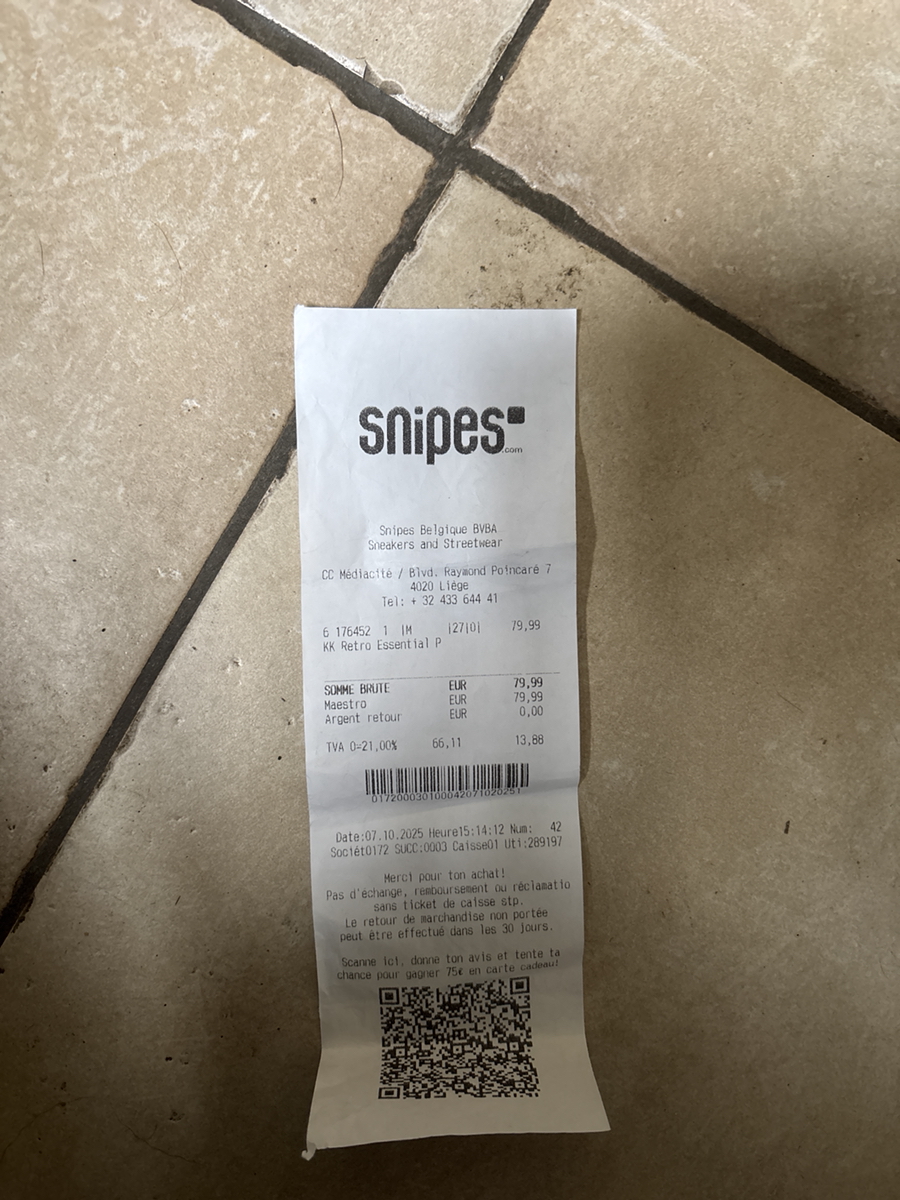 snipes
.com
Snipes Belgique BVBA
Sneakers and Streetwear
CC Médiacité / Blvd. Raymond Poincaré 7
4020 Liège
Tel: + 32 433 644 41
6 176452 1 |M |27|0| 79,99
KK Retro Essential P
SOMME BRUTE EUR 79,99
Maestro EUR 79,99
Argent retour EUR 0,00
TVA 0=21,00% 66,11 13,88
017200030100042071020251
Date:07.10.2025 Heure15:14:12 Num: 42
Sociét0172 SUCC:0003 Caisse01 Uti:289197
Merci pour ton achat!
Pas d'échange, remboursement ou réclamatio
sans ticket de caisse stp.
Le retour de marchandise non portée
peut être effectué dans les 30 jours.
Scanne ici, donne ton avis et tente ta
chance pour gagner 75€ en carte cadeau!